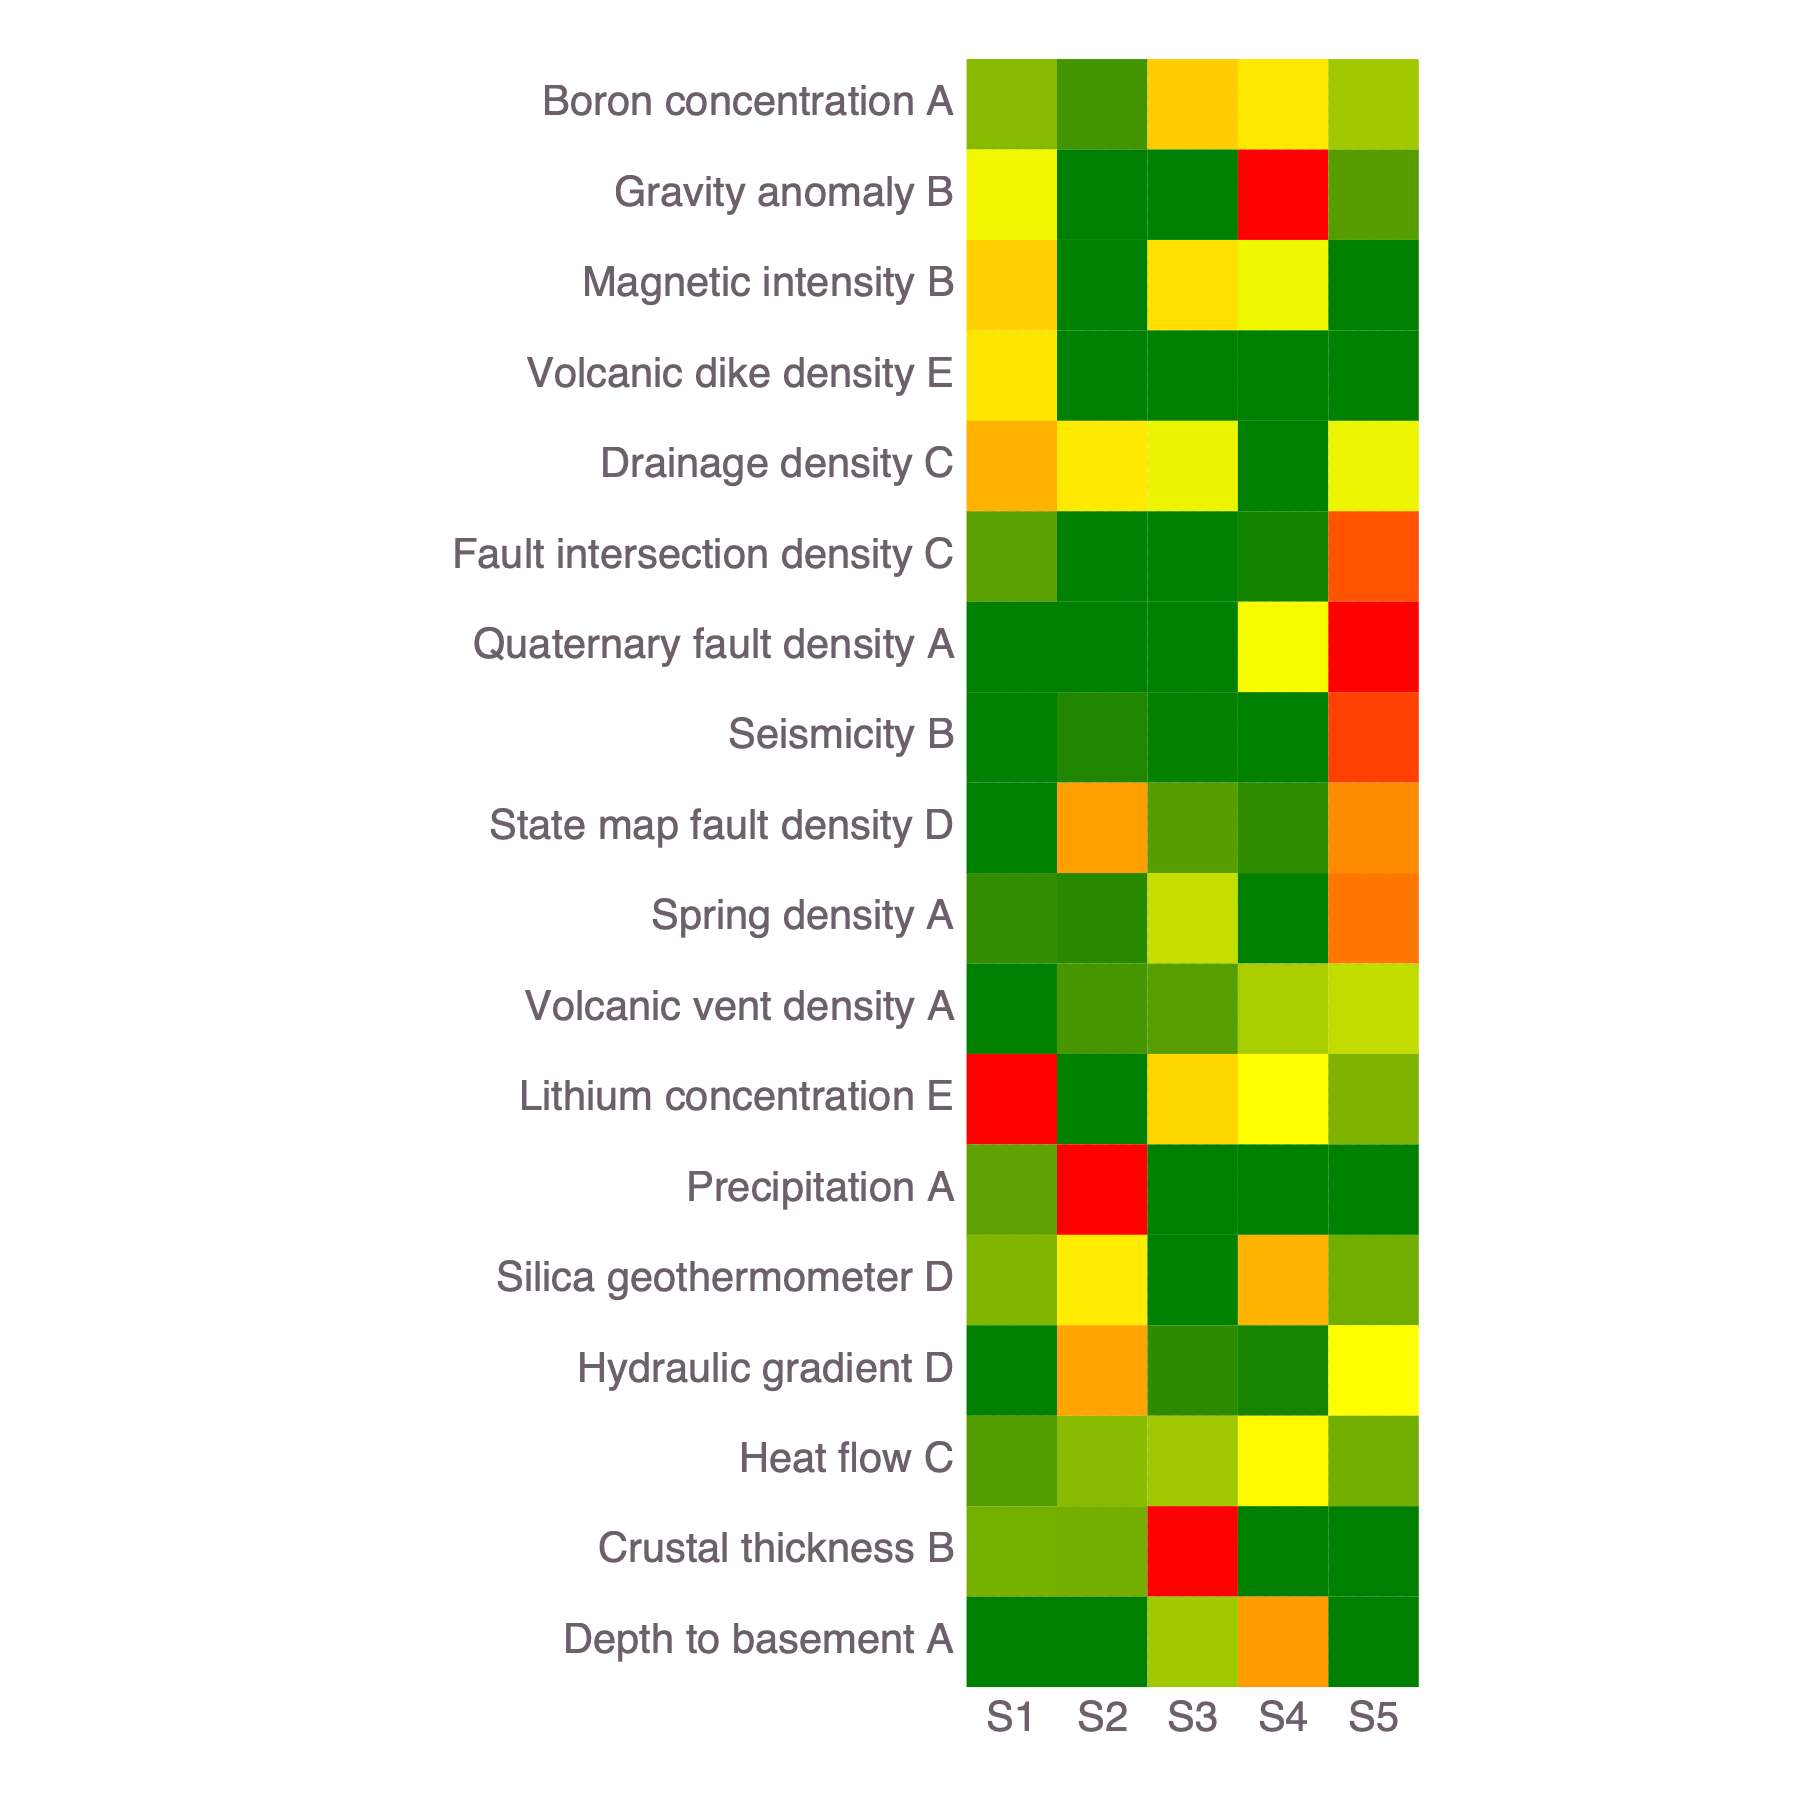 Boron concentration A
Gravity anomaly B
Magnetic intensity B
Volcanic dike density E
Drainage density C
Fault intersection density C
Quaternary fault density A
Seismicity B
State map fault density D
Spring density A
Volcanic vent density A
Lithium concentration E
Precipitation A
Silica geothermometer D
Hydraulic gradient D
Heat flow C
Crustal thickness B
Depth to basement A
S1 S2 S3 S4 S5